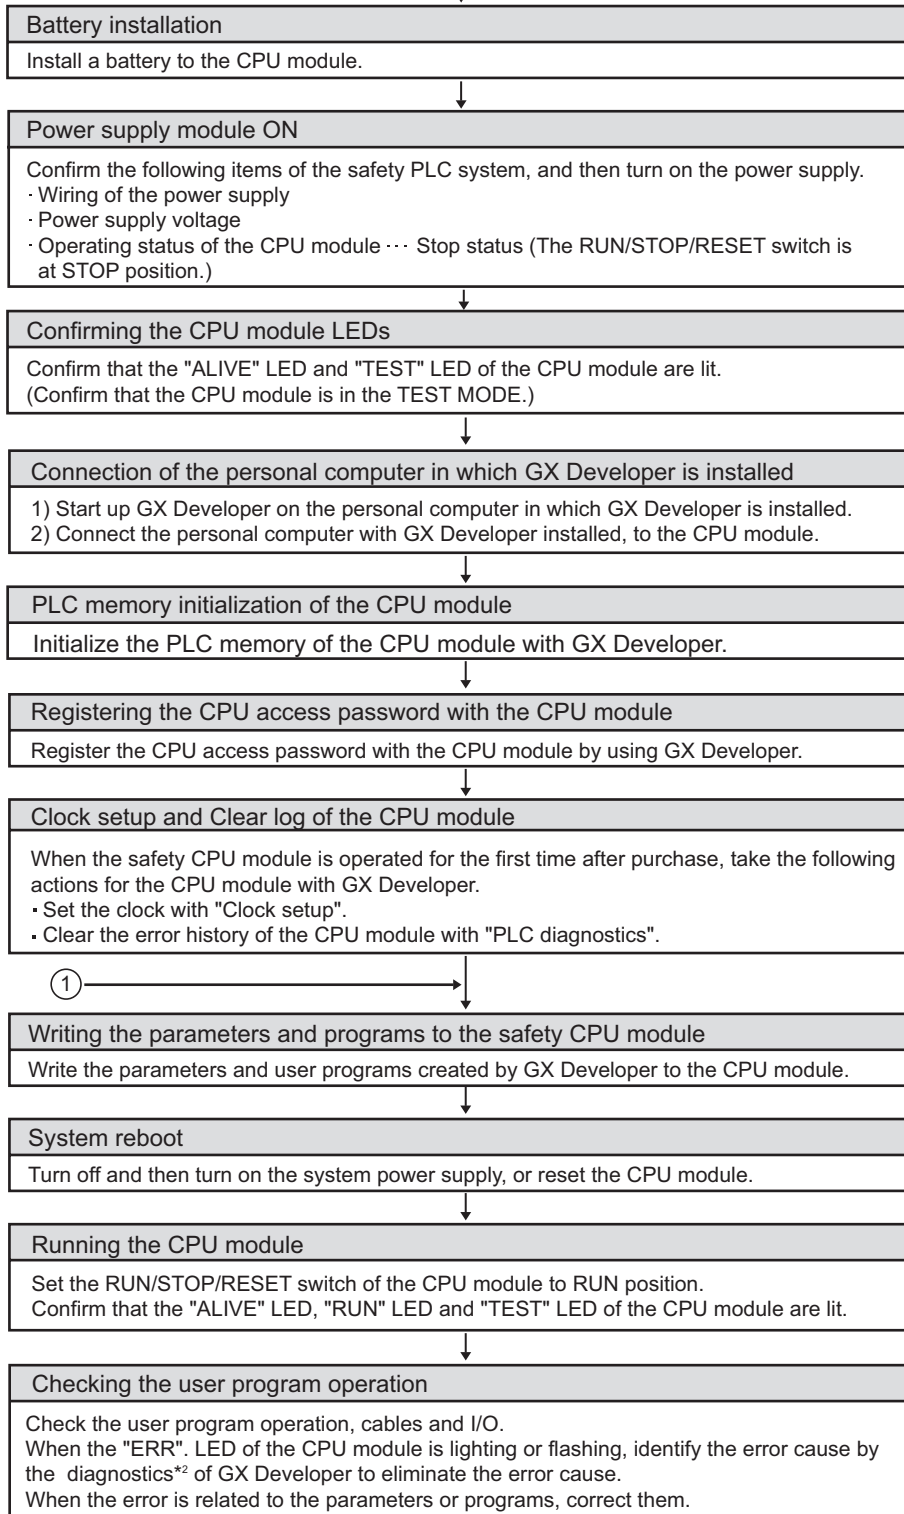 Battery installation
Install a battery to the CPU module.
Power supply module ON
Confirm the following items of the safety PLC system, and then turn on the power supply.
· Wiring of the power supply
· Power supply voltage
· Operating status of the CPU module ··· Stop status (The RUN/STOP/RESET switch is
at STOP position.)
Confirming the CPU module LEDs
Confirm that the "ALIVE" LED and "TEST" LED of the CPU module are lit.
(Confirm that the CPU module is in the TEST MODE.)
Connection of the personal computer in which GX Developer is installed
1) Start up GX Developer on the personal computer in which GX Developer is installed.
2) Connect the personal computer with GX Developer installed, to the CPU module.
PLC memory initialization of the CPU module
Initialize the PLC memory of the CPU module with GX Developer.
Registering the CPU access password with the CPU module
Register the CPU access password with the CPU module by using GX Developer.
Clock setup and Clear log of the CPU module
When the safety CPU module is operated for the first time after purchase, take the following
actions for the CPU module with GX Developer.
· Set the clock with "Clock setup".
· Clear the error history of the CPU module with "PLC diagnostics".
1
Writing the parameters and programs to the safety CPU module
Write the parameters and user programs created by GX Developer to the CPU module.
System reboot
Turn off and then turn on the system power supply, or reset the CPU module.
Running the CPU module
Set the RUN/STOP/RESET switch of the CPU module to RUN position.
Confirm that the "ALIVE" LED, "RUN" LED and "TEST" LED of the CPU module are lit.
Checking the user program operation
Check the user program operation, cables and I/O.
When the "ERR". LED of the CPU module is lighting or flashing, identify the error cause by
the diagnostics*2 of GX Developer to eliminate the error cause.
When the error is related to the parameters or programs, correct them.